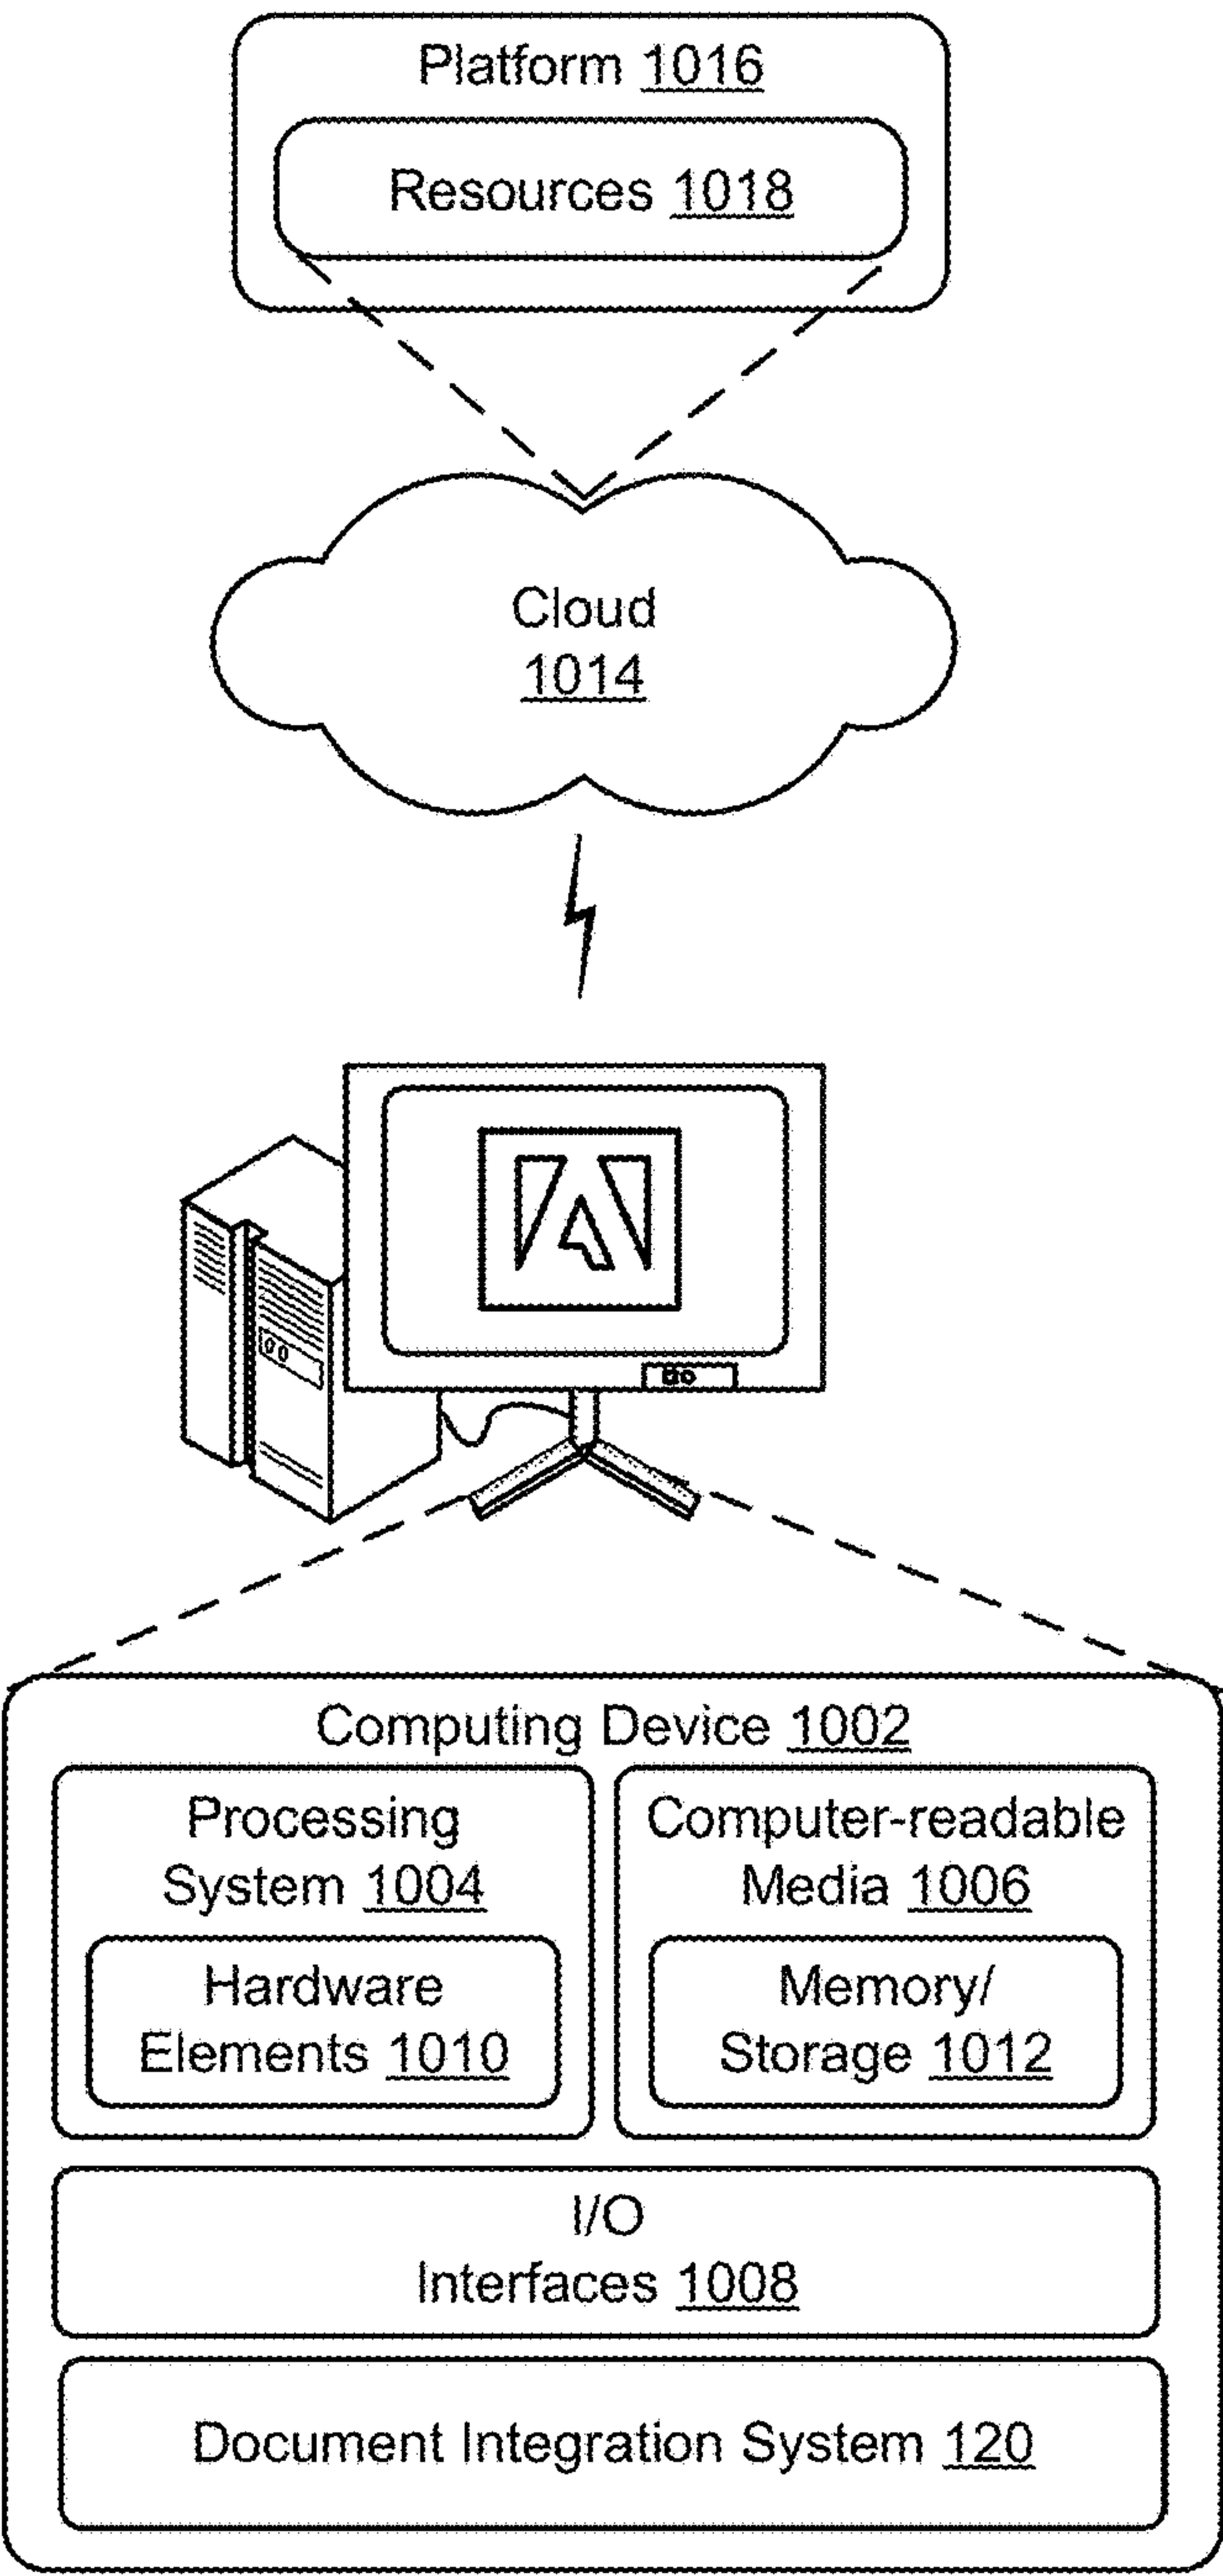 Platform 1016
Resources 1018
Cloud
1014
Computing Device 1002
Processing
System 1004
Hardware
Elements 1010
Computer-readable
Media 1006
Memory/
Storage 1012
I/O
Interfaces 1008
Document Integration System 120